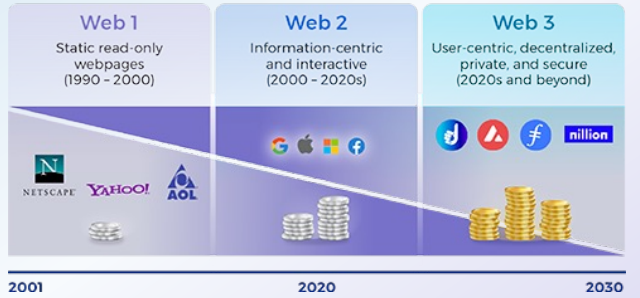 Web 1
Static read-only
webpages
(1990 – 2000)
Web 2
Information-centric
and interactive
(2000 – 2020s)
Web 3
User-centric, decentralized,
private, and secure
(2020s and beyond)
N
NETSCAPE
YAHOO!
AOL
G
f
nillion
2001
2020
2030